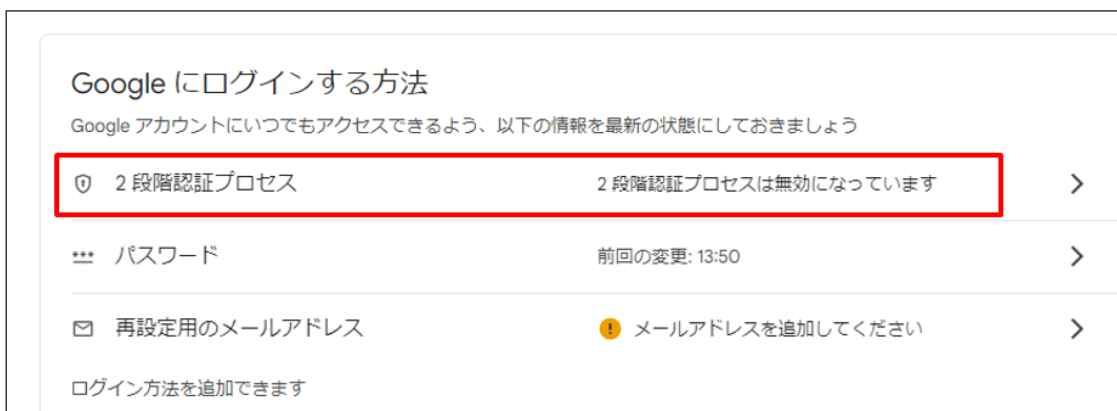 Google にログインする方法
Google アカウントにいつでもアクセスできるよう、以下の情報を最新の状態にしておきましょう
2 段階認証プロセス 2 段階認証プロセスは無効になっています
パスワード 前回の変更: 13:50
再設定用のメールアドレス メールアドレスを追加してください
ログイン方法を追加できます